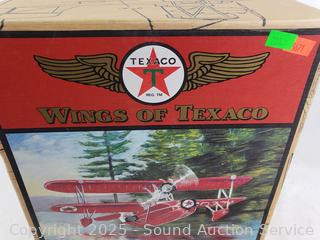 TEXACO
T
REG TM
WINGS OF TEXACO
Copyright 2025 - Sound Auction Service